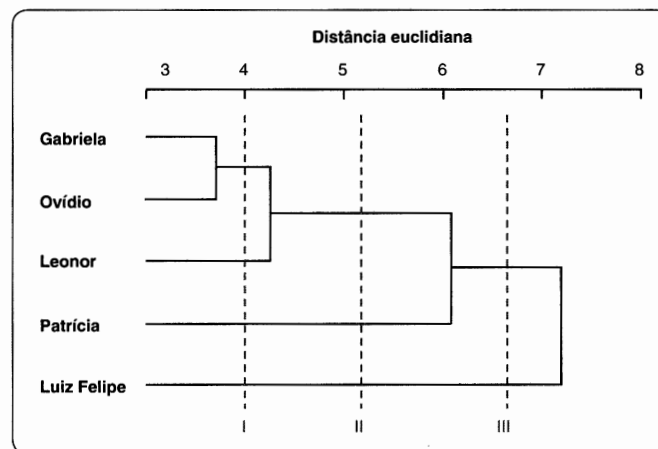 Distância euclidiana
3 4 5 6 7 8
Gabriela
Ovídio
Leonor
Patrícia
Luiz Felipe
I II III